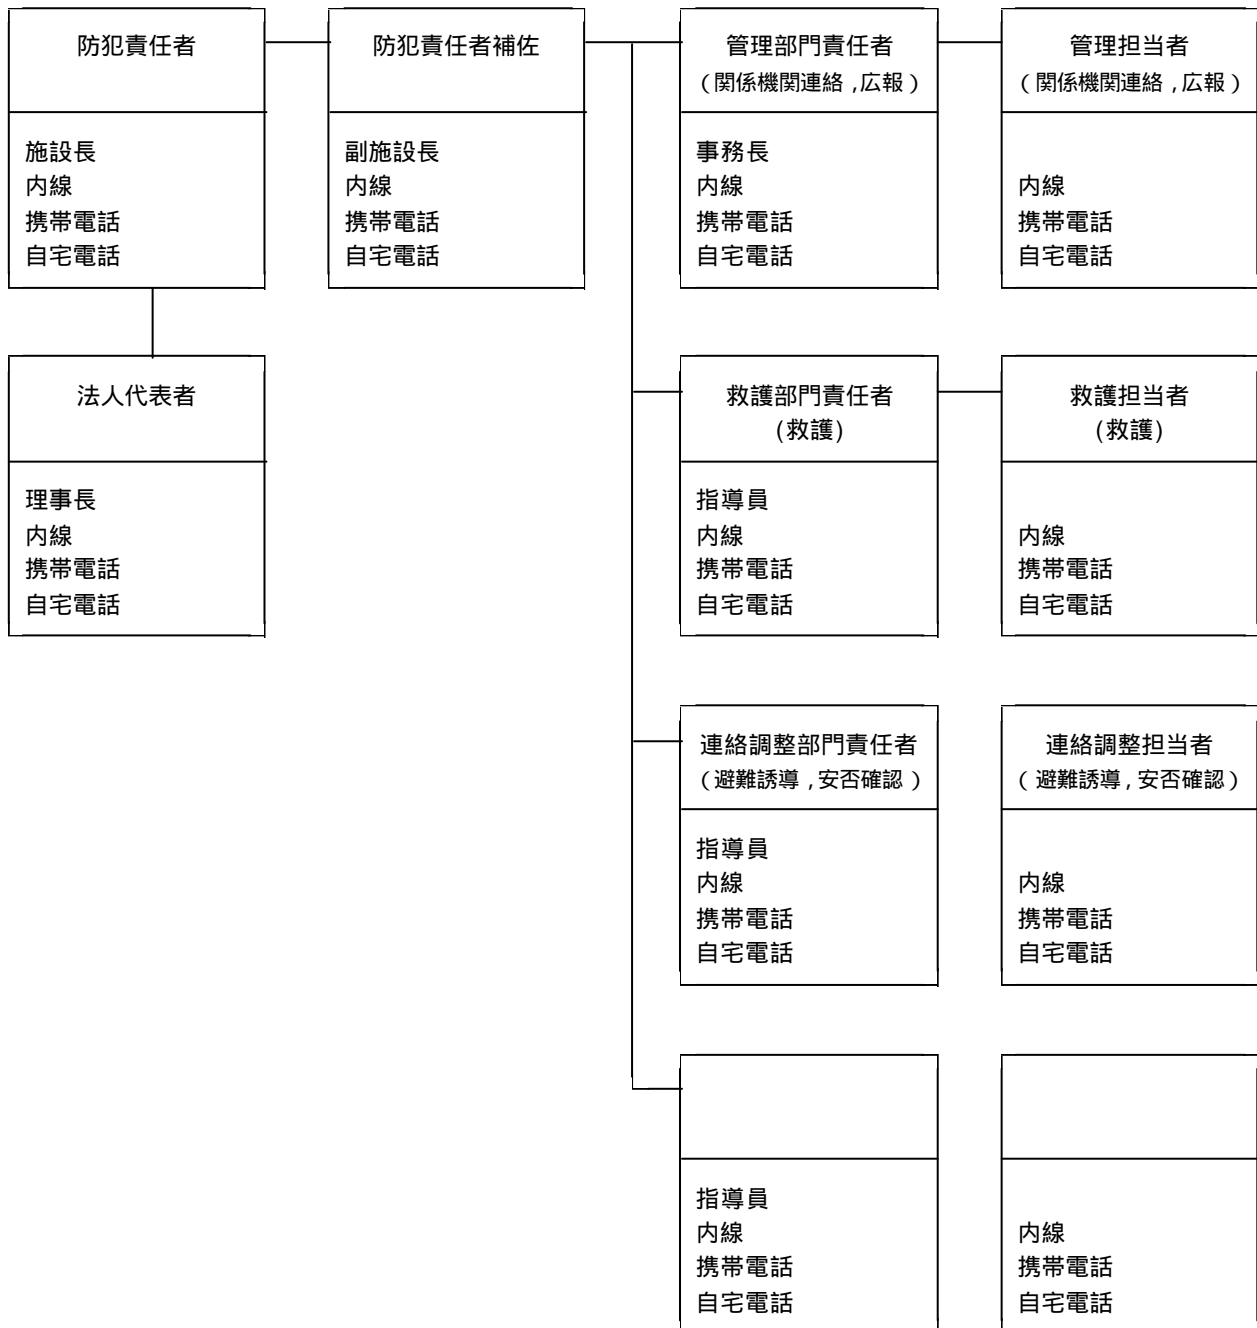 防犯責任者
施設長
内線
携帯電話
自宅電話
防犯責任者補佐
副施設長
内線
携帯電話
自宅電話
管理部門責任者
(関係機関連絡,広報)
事務長
内線
携帯電話
自宅電話
管理担当者
(関係機関連絡,広報)
内線
携帯電話
自宅電話
法人代表者
理事長
内線
携帯電話
自宅電話
救護部門責任者
(救護)
指導員
内線
携帯電話
自宅電話
救護担当者
(救護)
内線
携帯電話
自宅電話
連絡調整部門責任者
(避難誘導,安否確認)
指導員
内線
携帯電話
自宅電話
連絡調整担当者
(避難誘導,安否確認)
内線
携帯電話
自宅電話
指導員
内線
携帯電話
自宅電話
内線
携帯電話
自宅電話